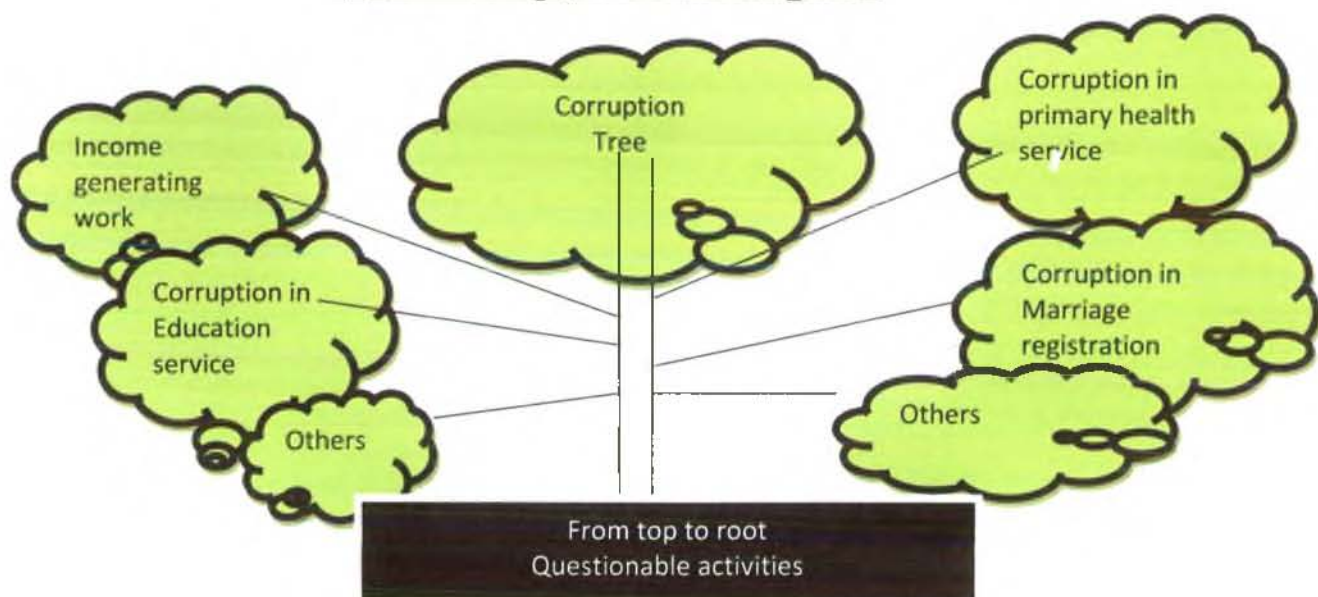 Corruption
Tree
Income
generating
work
Corruption in
Education
service
Others
Corruption in
primary health
service
Corruption in
Marriage
registration
Others
From top to root
Questionable activities